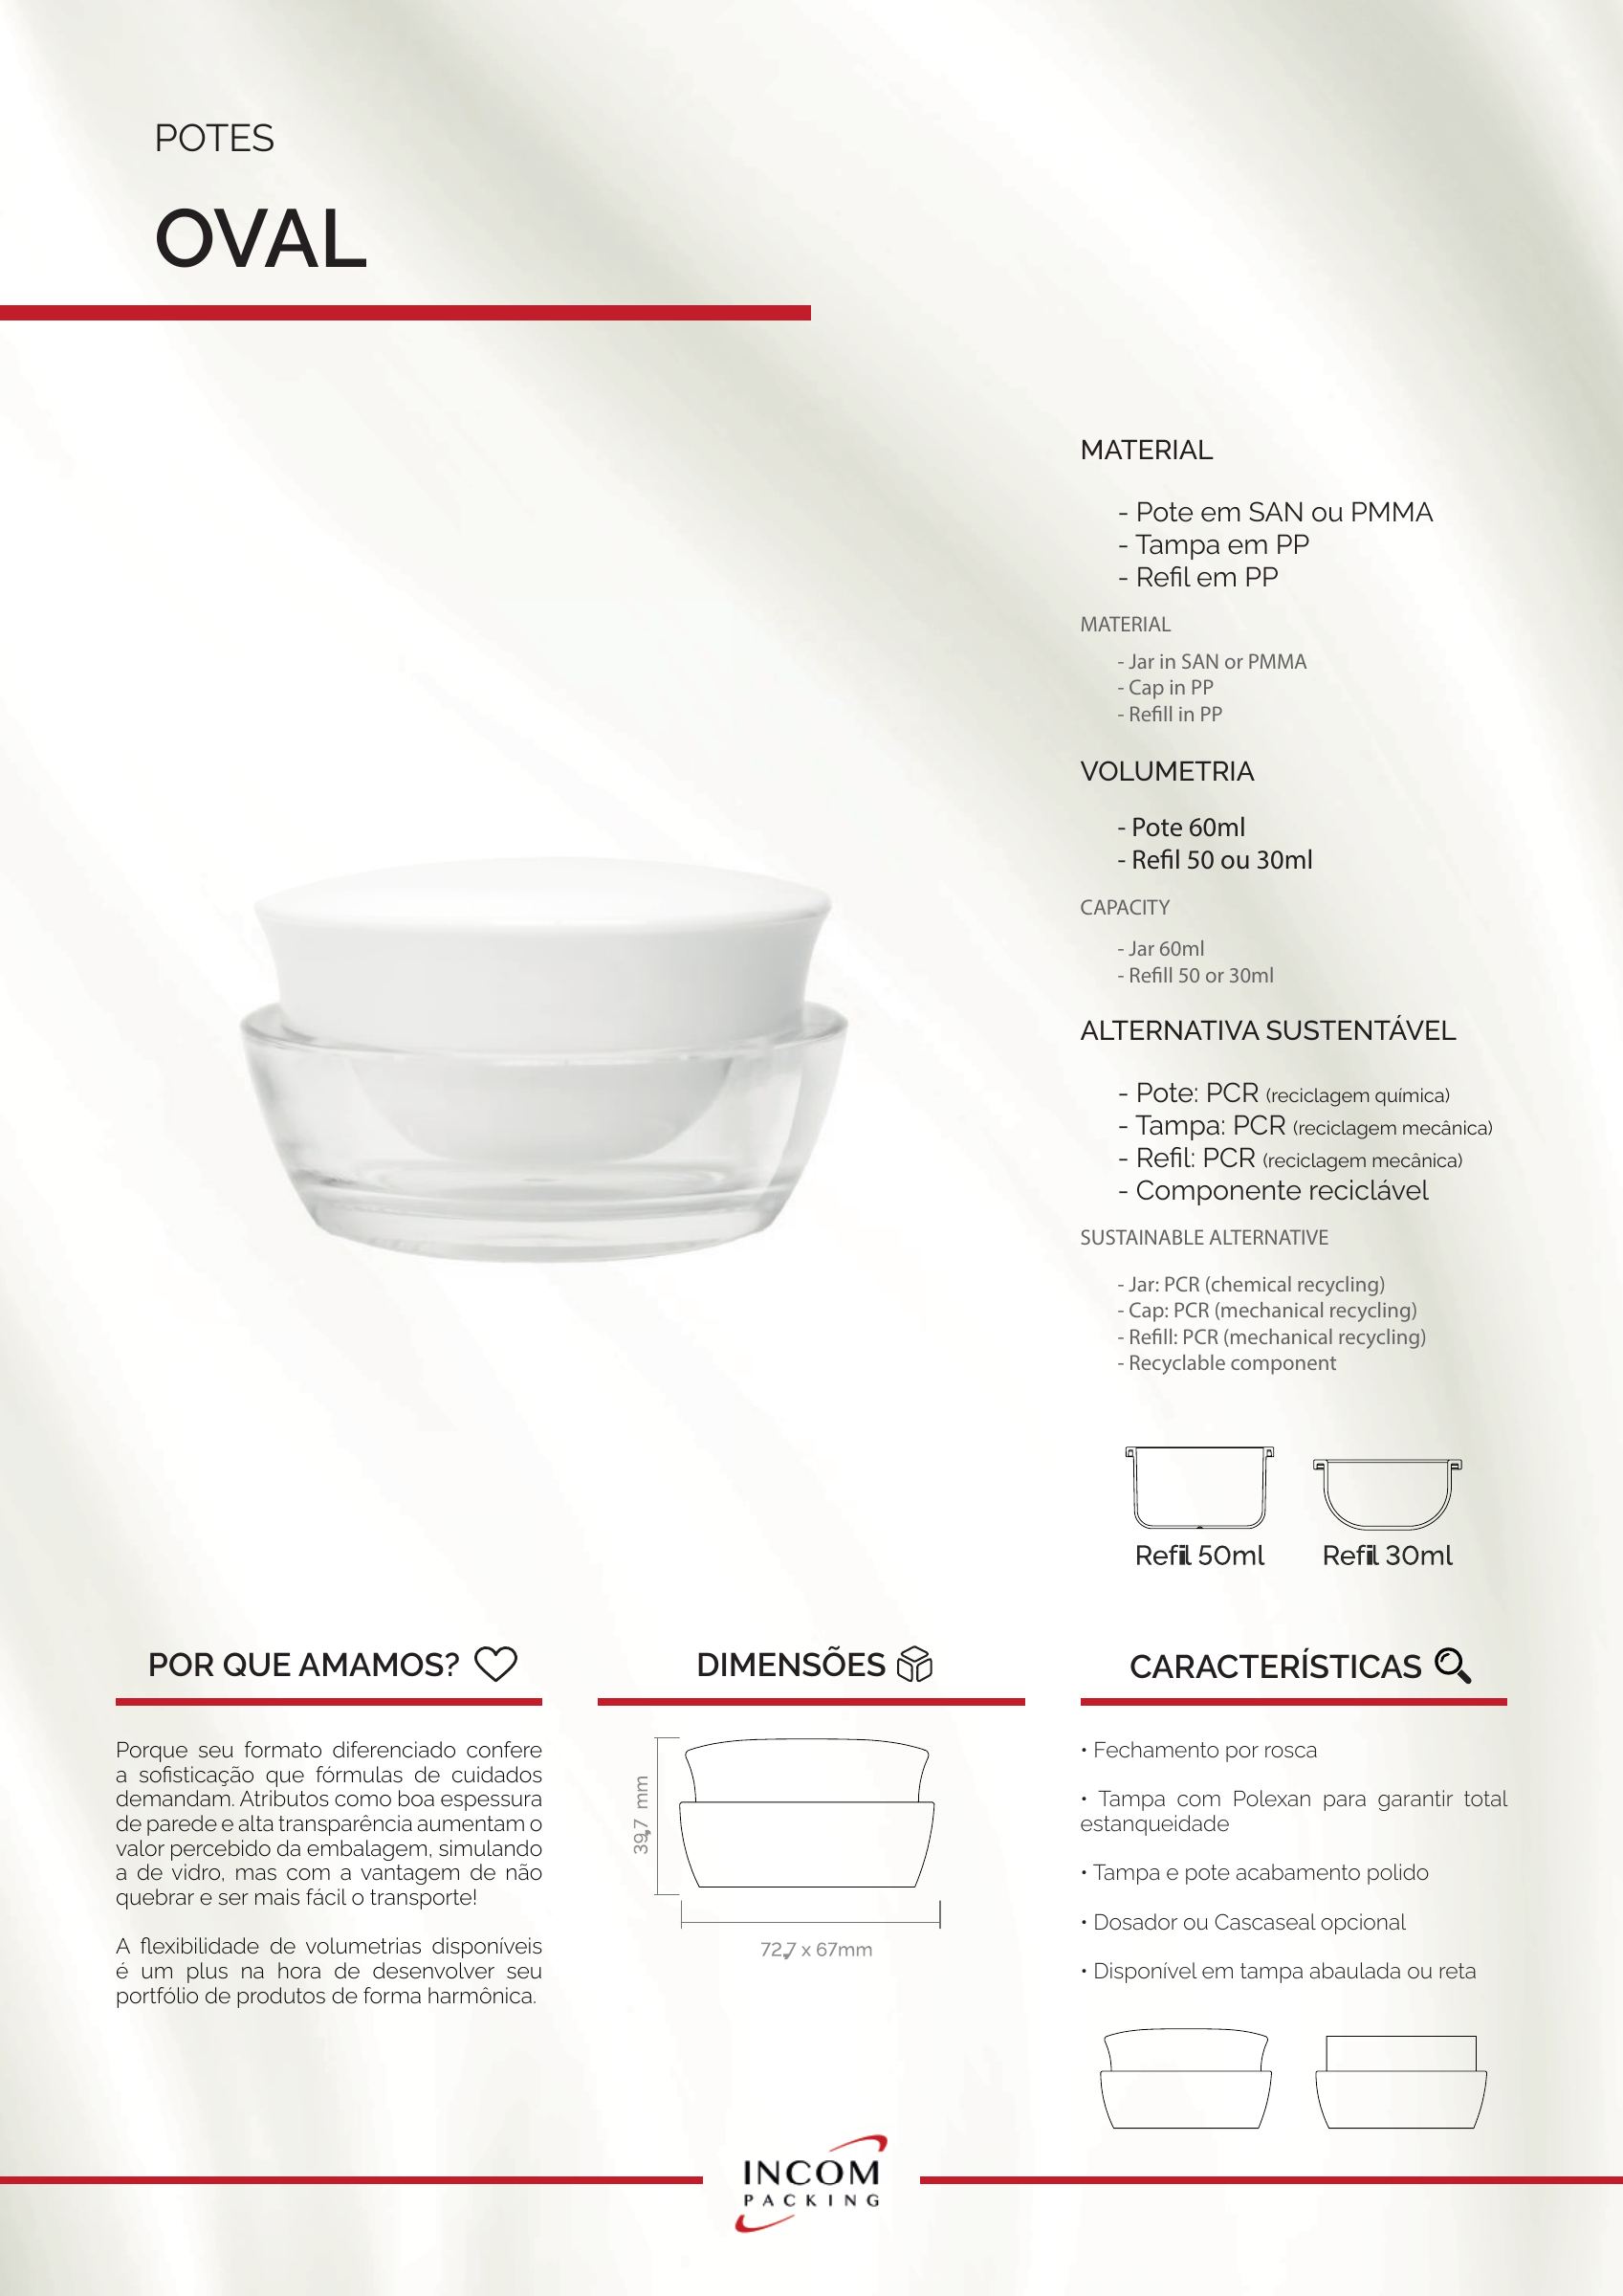 POTES
OVAL
MATERIAL
- Pote em SAN ou PMMA
- Tampa em PP
- Refil em PP
MATERIAL
- Jar in SAN or PMMA
- Cap in PP
- Refill in PP
VOLUMETRIA
- Pote 60ml
- Refil 50 ou 30ml
CAPACITY
- Jar 60ml
- Refill 50 or 30ml
ALTERNATIVA SUSTENTÁVEL
- Pote: PCR (reciclagem química)
- Tampa: PCR (reciclagem mecânica)
- Refil: PCR (reciclagem mecânica)
- Componente reciclável
SUSTAINABLE ALTERNATIVE
- Jar: PCR (chemical recycling)
- Cap: PCR (mechanical recycling)
- Refill: PCR (mechanical recycling)
- Recyclable component
Refil 50ml
Refil 30ml
POR QUE AMAMOS?
Porque seu formato diferenciado confere
a sofisticação que fórmulas de cuidados
demandam. Atributos como boa espessura
de parede e alta transparência aumentam o
valor percebido da embalagem, simulando
a de vidro, mas com a vantagem de não
quebrar e ser mais fácil o transporte!
A flexibilidade de volumetrias disponíveis
é um plus na hora de desenvolver seu
portfólio de produtos de forma harmônica.
DIMENSÕES
39,7 mm
72,7 x 67mm
CARACTERÍSTICAS
• Fechamento por rosca
• Tampa com Polexan para garantir total
estanqueidade
• Tampa e pote acabamento polido
• Dosador ou Cascaseal opcional
• Disponível em tampa abaulada ou reta
INCOM
PACKING